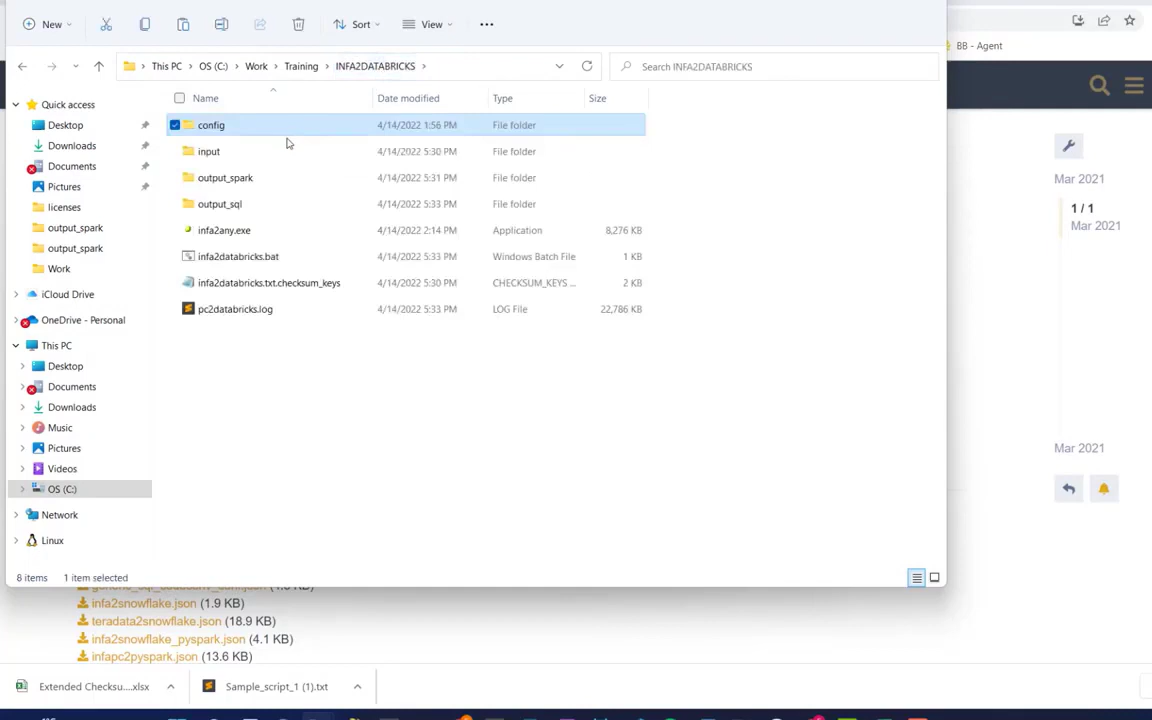 New
Sort
View
BB - Agent
This PC
OS (C:)
Work
Training
INFA2DATABRICKS
Search INFA2DATABRICKS
Name
Date modified
Type
Size
Quick access
Desktop
Downloads
Documents
Pictures
licenses
output_spark
output_spark
Work
iCloud Drive
OneDrive - Personal
This PC
Desktop
Documents
Downloads
Music
Pictures
Videos
OS (C:)
Network
Linux
config 4/14/2022 1:56 PM File folder
input 4/14/2022 5:30 PM File folder
output_spark 4/14/2022 5:31 PM File folder
output_sql 4/14/2022 5:33 PM File folder
infa2any.exe 4/14/2022 2:14 PM Application 8,276 KB
infa2databricks.bat 4/14/2022 5:33 PM Windows Batch File 1 KB
infa2databricks.txt.checksum_keys 4/14/2022 5:30 PM CHECKSUM_KEYS ... 2 KB
pc2databricks.log 4/14/2022 5:33 PM LOG File 22,786 KB
8 items 1 item selected
Mar 2021
1 / 1
Mar 2021
Mar 2021
infa2snowflake.json (1.9 KB)
teradata2snowflake.json (18.9 KB)
infa2snowflake_pyspark.json (4.1 KB)
infapc2pyspark.json (13.6 KB)
Extended Checksu....xlsx
Sample_script_1 (1).txt